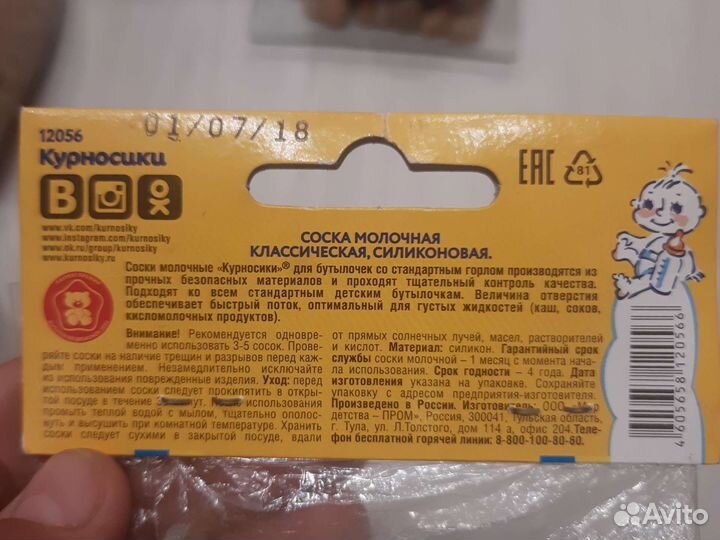 12056
01/07/18
Курносики
www.vk.com/kurnosiky
www.instagram.com/kurnosiky
www.ok.ru/group/kurnosiky
www.kurnosiky.ru
EAC
81
СОСКА МОЛОЧНАЯ
КЛАССИЧЕСКАЯ, СИЛИКОНОВАЯ.
Соски молочные «Курносики»® для бутылочек со стандартным горлом производятся из
прочных безопасных материалов и проходят тщательный контроль качества.
Подходят ко всем стандартным детским бутылочкам. Величина отверстия
обеспечивает быстрый поток, оптимальный для густых жидкостей (каш, соков,
кисломолочных продуктов).
Внимание! Рекомендуется одновре-
менно использовать 3-5 сосок. Прове-
ряйте соски на наличие трещин и разрывов перед каж-
дым применением. Незамедлительно исключайте
из использования поврежденные изделия. Уход: перед
использованием соску следует прокипятить в откры-
той посуде в течение минут. После использования
промыть теплой водой с мылом, тщательно ополос-
нуть и высушить при комнатной температуре. Хранить
соски следует сухими в закрытой посуде, вдали
от прямых солнечных лучей, масел, растворителей
и кислот. Материал: силикон. Гарантийный срок
службы соски молочной – 1 месяц с момента нача-
ла использования. Срок годности – 4 года. Дата
изготовления указана на упаковке. Сохраняйте
упаковку с адресом предприятия-изготовителя.
Произведено в России. Изготовитель: ООО «Мир
детства – ПРОМ», Россия, 300041, Тульская область,
г. Тула, ул. Л.Толстого, дом 114 а, офис 204.Теле-
фон бесплатной горячей линии: 8-800-100-80-60.
4605658120566
Avito